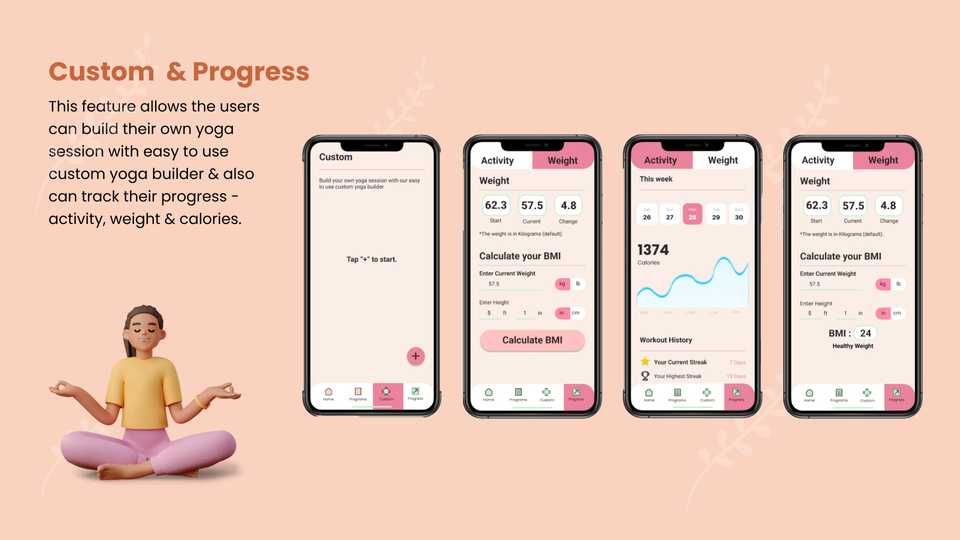 Custom & Progress
This feature allows the users
can build their own yoga
session with easy to use
custom yoga builder & also
can track their progress -
activity, weight & calories.
Custom
Build your own yoga session with our easy
to use custom yoga builder
Tap "+" to start.
+
Home Programs Custom Progress
Activity Weight
Weight
62.3 57.5 4.8
Start Current Change
*The weight is in Kilograms (default).
Calculate your BMI
Enter Current Weight
57.5 kg lb
Enter Height
5 ft 1 in in cm
Calculate BMI
Home Programs Custom Progress
Activity Weight
This week
26 27 28 29 30
1374
Calories
Workout History
Your Current Streak 7 Days
Your Highest Streak 13 Days
Home Programs Custom Progress
Activity Weight
Weight
62.3 57.5 4.8
Start Current Change
*The weight is in Kilograms (default).
Calculate your BMI
Enter Current Weight
57.5 kg lb
Enter Height
5 ft 1 in in cm
BMI : 24
Healthy Weight
Home Programs Custom Progress